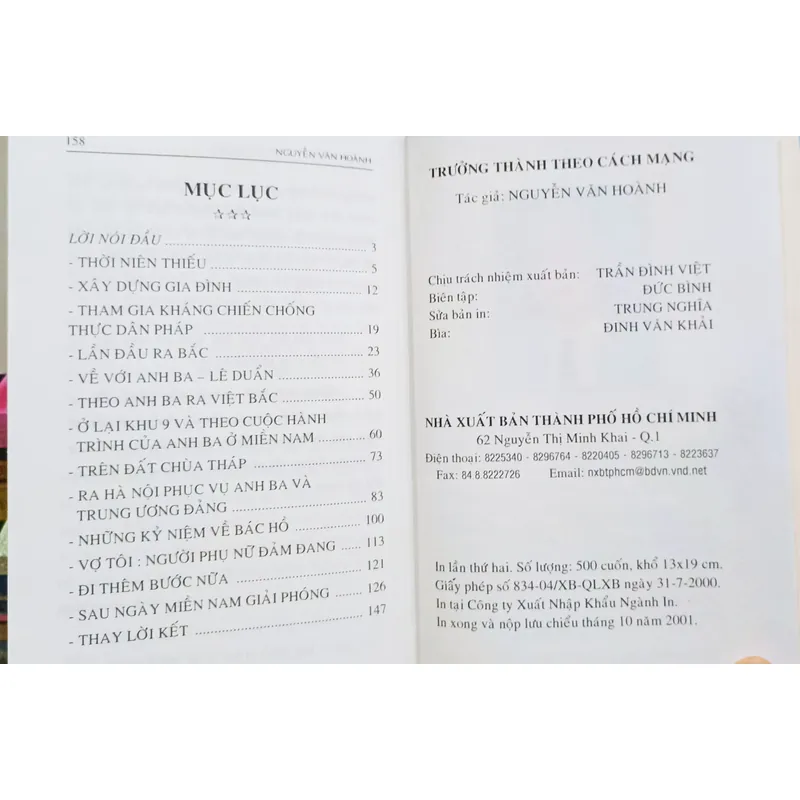 158
NGUYỄN VĂN HOÀNH
MỤC LỤC
☆☆☆
LỜI NÓI ĐẦU ........ 3
- THỜI NIÊN THIẾU ........ 5
- XÂY DỰNG GIA ĐÌNH ........ 12
- THAM GIA KHÁNG CHIẾN CHỐNG
THỰC DÂN PHÁP ........ 19
- LẦN ĐẦU RA BẮC ........ 23
- VỀ VỚI ANH BA – LÊ DUẨN ........ 36
- THEO ANH BA RA VIỆT BẮC ........ 50
- Ở LẠI KHU 9 VÀ THEO CUỘC HÀNH
TRÌNH CỦA ANH BA Ở MIỀN NAM ........ 60
- TRÊN ĐẤT CHÙA THÁP ........ 73
- RA HÀ NỘI PHỤC VỤ ANH BA VÀ
TRUNG ƯƠNG ĐẢNG ........ 83
- NHỮNG KỶ NIỆM VỀ BÁC HỒ ........ 100
- VỢ TÔI : NGƯỜI PHỤ NỮ ĐẢM ĐANG ........ 113
- ĐI THÊM BƯỚC NỮA ........ 121
- SAU NGÀY MIỀN NAM GIẢI PHÓNG ........ 126
- THAY LỜI KẾT ........ 147
TRƯỞNG THÀNH THEO CÁCH MẠNG
Tác giả: NGUYỄN VĂN HOÀNH
Chịu trách nhiệm xuất bản: TRẦN ĐÌNH VIỆT
Biên tập: ĐỨC BÌNH
Sửa bản in: TRUNG NGHĨA
Bìa: ĐINH VĂN KHẢI
NHÀ XUẤT BẢN THÀNH PHỐ HỒ CHÍ MINH
62 Nguyễn Thị Minh Khai - Q.1
Điện thoại: 8225340 - 8296764 - 8220405 - 8296713 - 8223637
Fax: 84 8.8222726 Email: nxbtphcm@bdvn.vnd.net
In lần thứ hai. Số lượng: 500 cuốn, khổ 13x19 cm.
Giấy phép số 834-04/XB-QLXB ngày 31-7-2000.
In tại Công ty Xuất Nhập Khẩu Ngành In.
In xong và nộp lưu chiểu tháng 10 năm 2001.